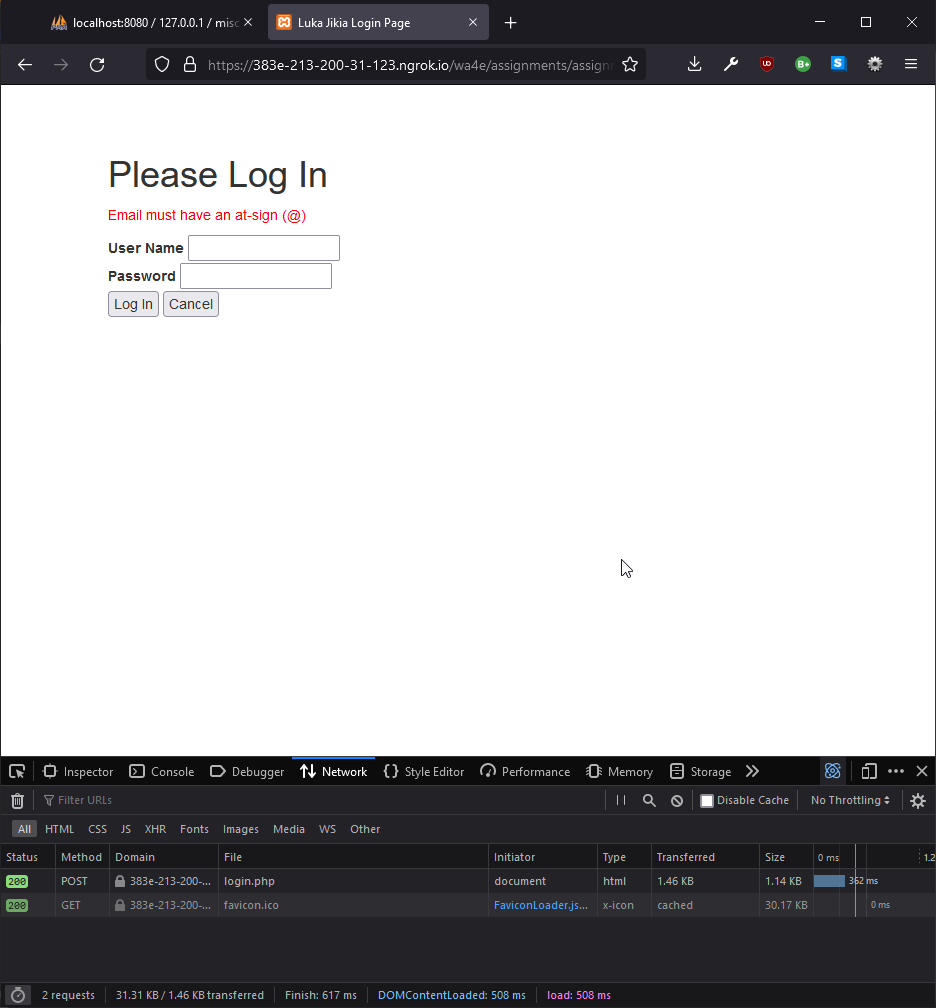 localhost:8080 / 127.0.0.1 / misc
Luka Jikia Login Page
https://383e-213-200-31-123.ngrok.io/wa4e/assignments/assignm
Please Log In
Email must have an at-sign (@)
User Name
Password
Log In Cancel
Inspector Console Debugger Network Style Editor Performance Memory Storage
Filter URLs Disable Cache No Throttling
All HTML CSS JS XHR Fonts Images Media WS Other
Status Method Domain File Initiator Type Transferred Size 0 ms 1.2
200 POST 383e-213-200-... login.php document html 1.46 KB 1.14 KB 362 ms
200 GET 383e-213-200-... favicon.ico FaviconLoader.js... x-icon cached 30.17 KB 0 ms
2 requests 31.31 KB / 1.46 KB transferred Finish: 617 ms DOMContentLoaded: 508 ms load: 508 ms